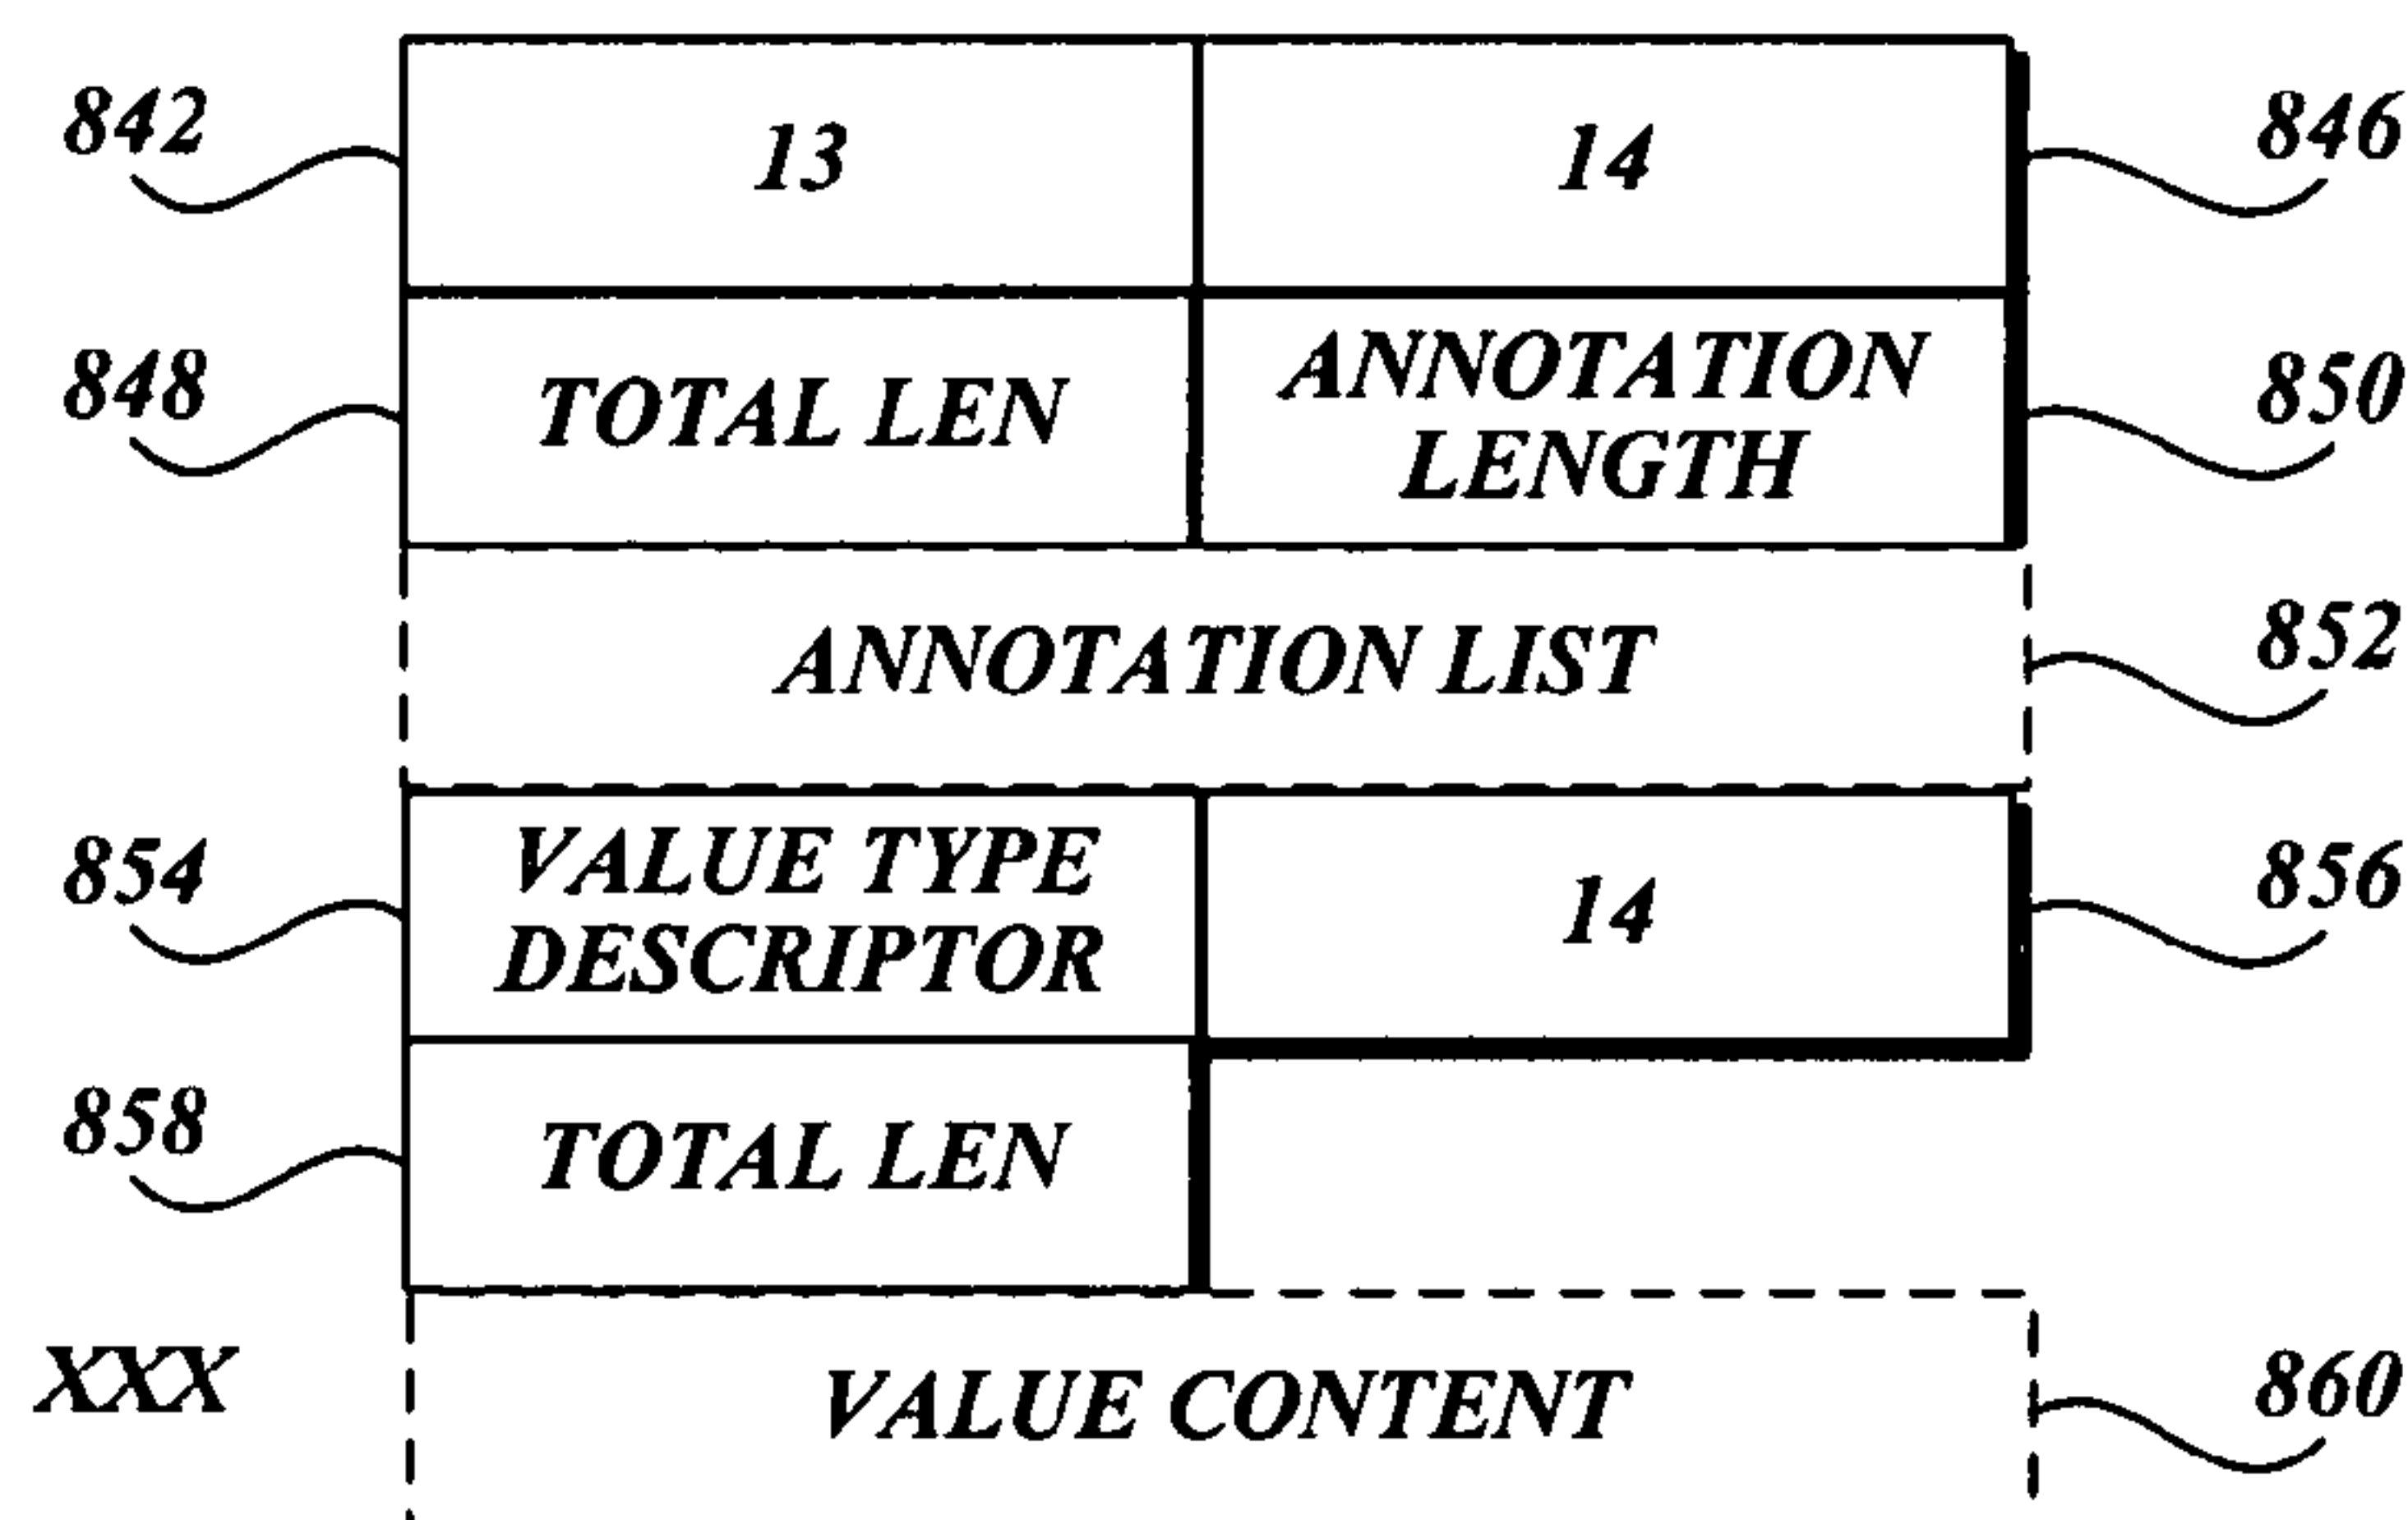 842 13 14 846
848 TOTAL LEN ANNOTATION LENGTH 850
ANNOTATION LIST 852
854 VALUE TYPE DESCRIPTOR 14 856
858 TOTAL LEN
XXX VALUE CONTENT 860